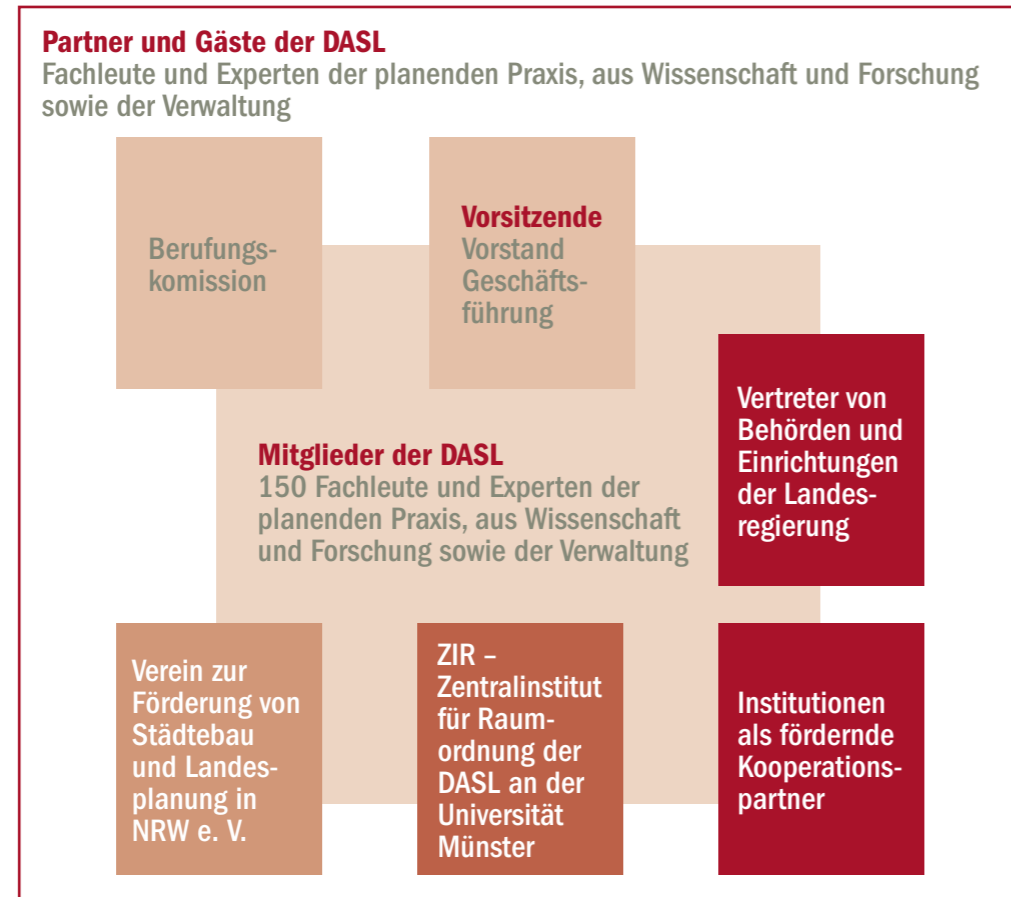 Partner und Gäste der DASL
Fachleute und Experten der planenden Praxis, aus Wissenschaft und Forschung
sowie der Verwaltung
Berufungs-
komission
Vorsitzende
Vorstand
Geschäfts-
führung
Vertreter von
Behörden und
Einrichtungen
der Landes-
regierung
Mitglieder der DASL
150 Fachleute und Experten der
planenden Praxis, aus Wissenschaft
und Forschung sowie der Verwaltung
Verein zur
Förderung von
Städtebau
und Landes-
planung in
NRW e. V.
ZIR –
Zentralinstitut
für Raum-
ordnung der
DASL an der
Universität
Münster
Institutionen
als fördernde
Kooperations-
partner